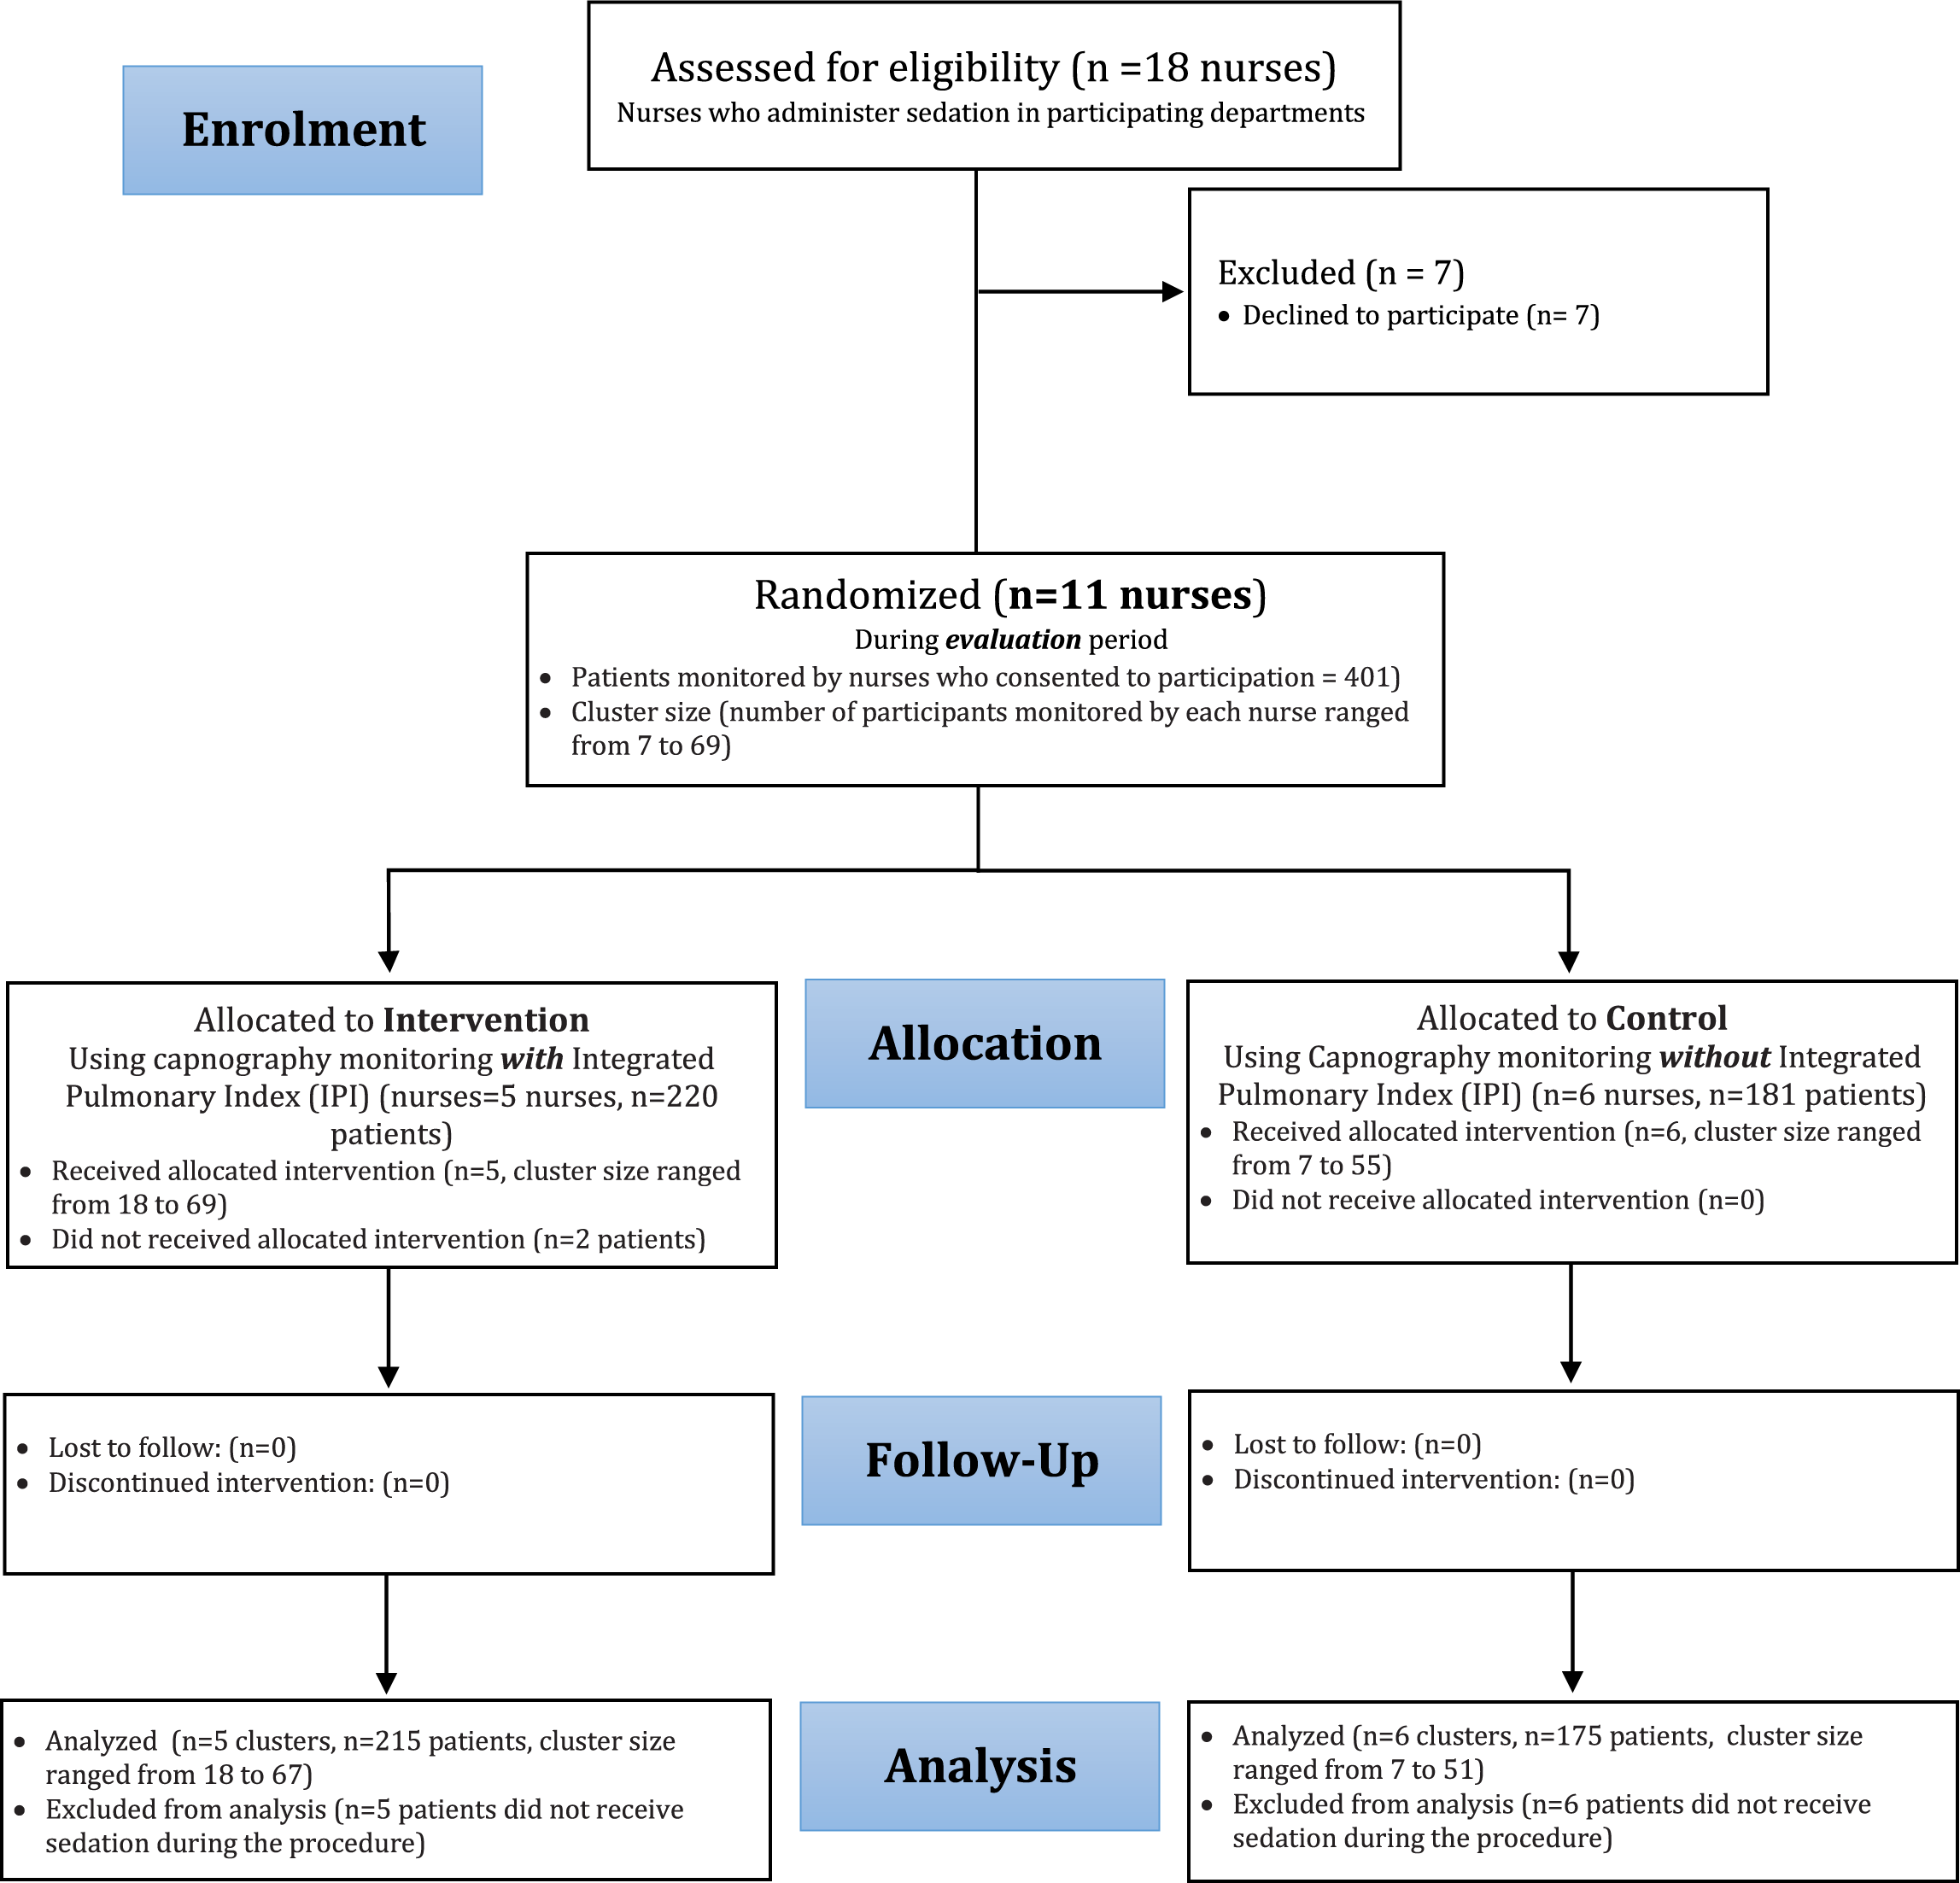 Assessed for eligibility (n =18 nurses)
Nurses who administer sedation in participating departments
Enrolment
Excluded (n = 7)
• Declined to participate (n= 7)
Randomized (n=11 nurses)
During evaluation period
• Patients monitored by nurses who consented to participation = 401)
• Cluster size (number of participants monitored by each nurse ranged
from 7 to 69)
Allocated to Intervention
Using capnography monitoring with Integrated
Pulmonary Index (IPI) (nurses=5 nurses, n=220
patients)
• Received allocated intervention (n=5, cluster size ranged
from 18 to 69)
• Did not received allocated intervention (n=2 patients)
Allocation
Allocated to Control
Using Capnography monitoring without Integrated
Pulmonary Index (IPI) (n=6 nurses, n=181 patients)
• Received allocated intervention (n=6, cluster size ranged
from 7 to 55)
• Did not receive allocated intervention (n=0)
• Lost to follow: (n=0)
• Discontinued intervention: (n=0)
Follow-Up
• Lost to follow: (n=0)
• Discontinued intervention: (n=0)
• Analyzed (n=5 clusters, n=215 patients, cluster size
ranged from 18 to 67)
• Excluded from analysis (n=5 patients did not receive
sedation during the procedure)
Analysis
• Analyzed (n=6 clusters, n=175 patients, cluster size
ranged from 7 to 51)
• Excluded from analysis (n=6 patients did not receive
sedation during the procedure)